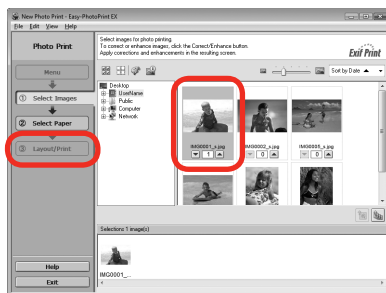 New Photo Print - Easy-PhotoPrint EX
File Edit View Help
Photo Print
Select images for photo printing.
To correct or enhance images, click the Correct/Enhance button.
Apply corrections and enhancements in the resulting screen.
Exif Print
Menu
Sort by Date
1 Select Images
2 Select Paper
3 Layout/Print
Desktop
UserName
Public
Computer
Network
IMG0001_s.jpg
IMG0002_s.jpg
1
0
0
Selections 1 image(s)
IMG0001_...
Help
Exit